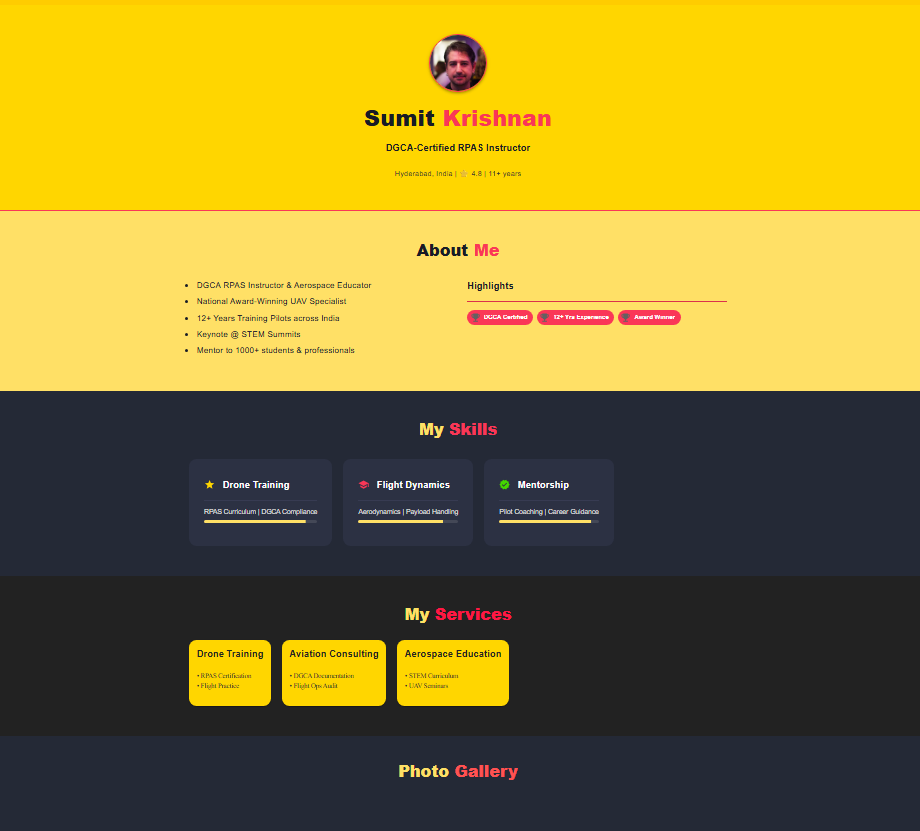 Sumit Krishnan
DGCA-Certified RPAS Instructor
Hyderabad, India | ⭐ 4.8 | 11+ years
About Me
• DGCA RPAS Instructor & Aerospace Educator
• National Award-Winning UAV Specialist
• 12+ Years Training Pilots across India
• Keynote @ STEM Summits
• Mentor to 1000+ students & professionals
Highlights
DGCA Certified
12+ Yrs Experience
Award Winner
My Skills
Drone Training
RPAS Curriculum | DGCA Compliance
Flight Dynamics
Aerodynamics | Payload Handling
Mentorship
Pilot Coaching | Career Guidance
My Services
Drone Training
• RPAS Certification
• Flight Practice
Aviation Consulting
• DGCA Documentation
• Flight Ops Audit
Aerospace Education
• STEM Curriculum
• UAV Seminars
Photo Gallery